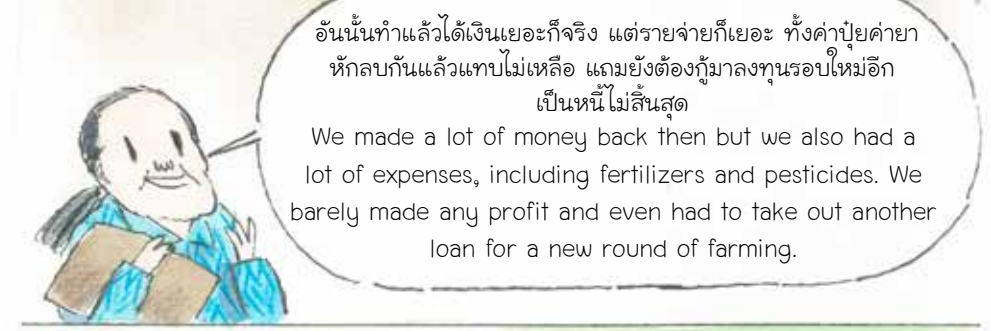 อันนั้นทำแล้วได้เงินเยอะก็จริง แต่รายจ่ายก็เยอะ ทั้งค่าปุ๋ยค่ายา
หักลบกันแล้วแทบไม่เหลือ แถมยังต้องกู้มาลงทุนรอบใหม่อีก
เป็นหนี้ไม่สิ้นสุด
We made a lot of money back then but we also had a
lot of expenses, including fertilizers and pesticides. We
barely made any profit and even had to take out another
loan for a new round of farming.